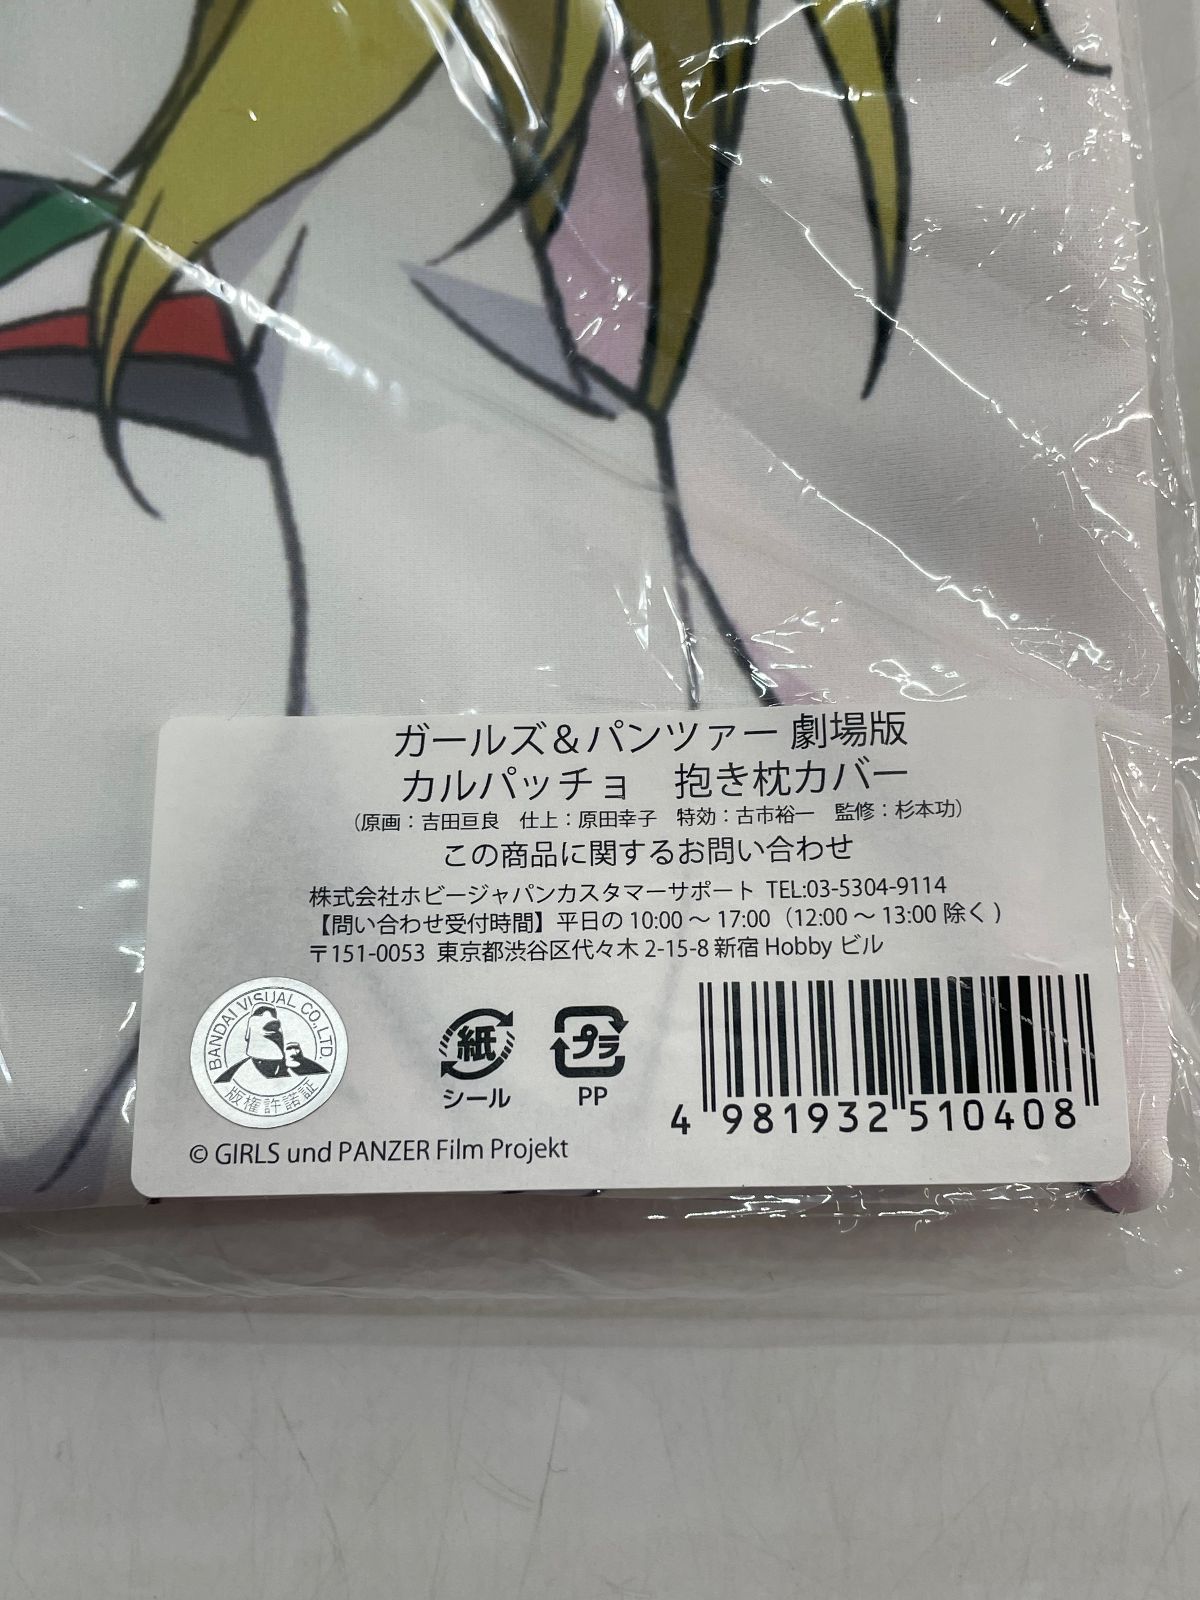 ガールズ＆パンツァー 劇場版
カルパッチョ　抱き枕カバー
（原画：吉田亘良　仕上：原田幸子　特効：古市裕一　監修：杉本功）
この商品に関するお問い合わせ
株式会社ホビージャパンカスタマーサポート TEL:03-5304-9114
【問い合わせ受付時間】平日の 10:00 ～ 17:00（12:00 ～ 13:00 除く）
〒151-0053 東京都渋谷区代々木 2-15-8 新宿 Hobby ビル
BANDAI VISUAL CO.,LTD.
版権許諾証
紙
シール
プラ
PP
4 981932 510408
© GIRLS und PANZER Film Projekt